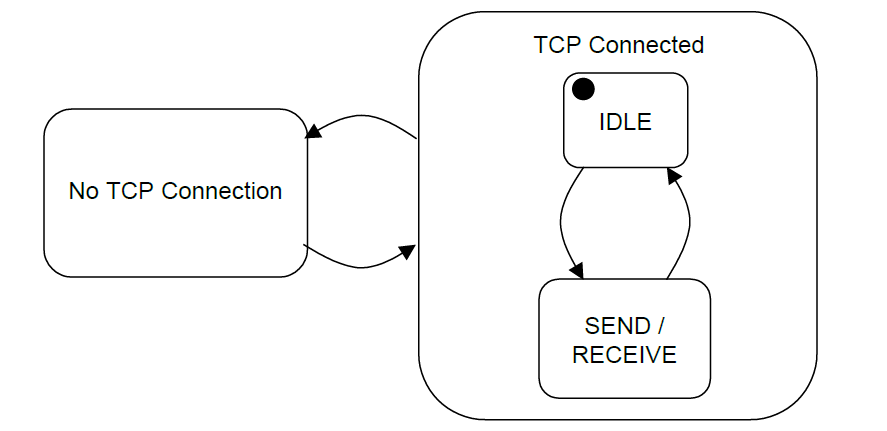 TCP Connected
IDLE
No TCP Connection
SEND /
RECEIVE